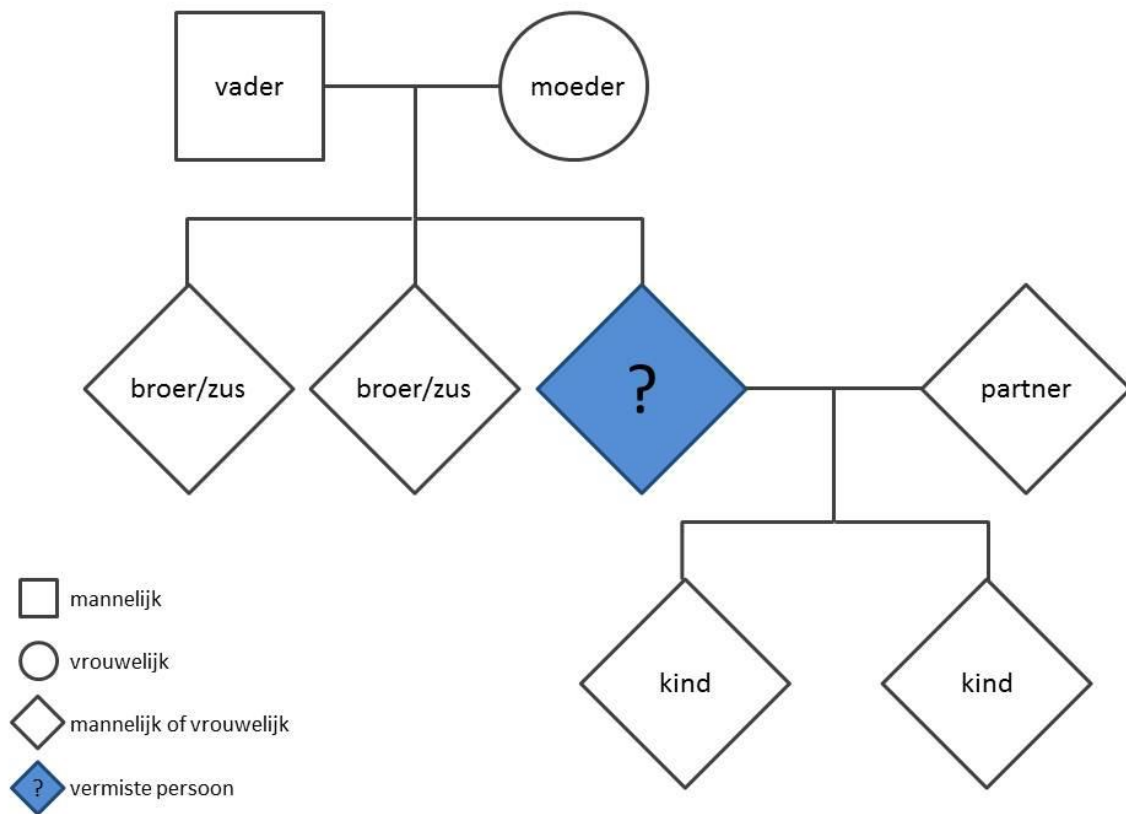 vader
moeder
broer/zus
broer/zus
?
partner
kind
kind
mannelijk
vrouwelijk
mannelijk of vrouwelijk
? vermiste persoon